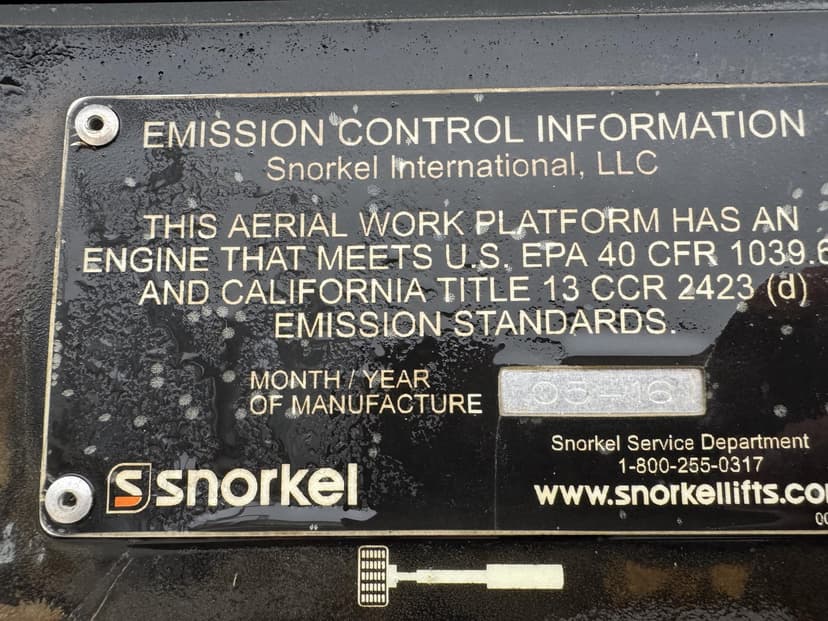 EMISSION CONTROL INFORMATION
Snorkel International, LLC
THIS AERIAL WORK PLATFORM HAS AN
ENGINE THAT MEETS U.S. EPA 40 CFR 1039.6
AND CALIFORNIA TITLE 13 CCR 2423 (d)
EMISSION STANDARDS.
MONTH / YEAR
OF MANUFACTURE
05-16
Snorkel Service Department
1-800-255-0317
www.snorkellifts.co
S snorkel